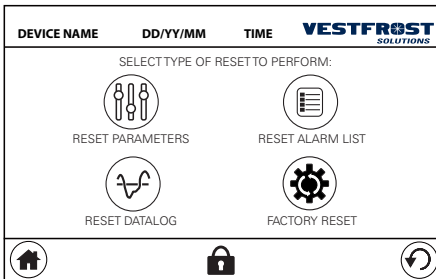 DEVICE NAME DD/YY/MM TIME VESTFROST
SOLUTIONS
SELECT TYPE OF RESET TO PERFORM:
RESET PARAMETERS RESET ALARM LIST
RESET DATALOG FACTORY RESET